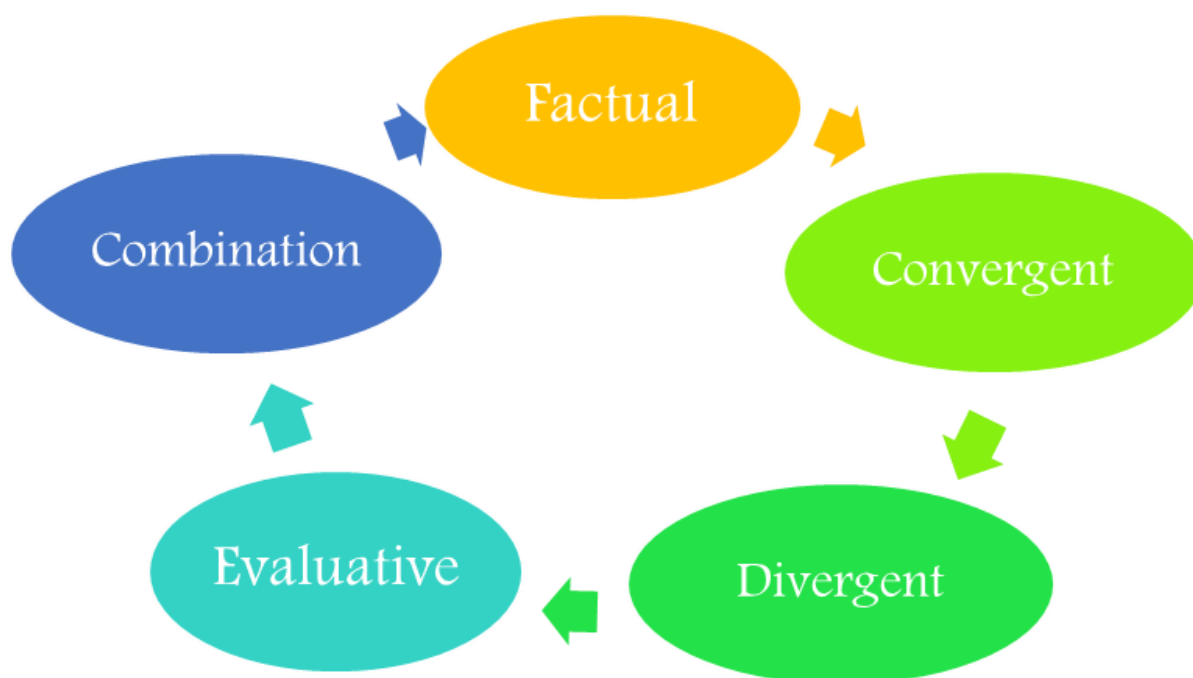 Factual
Convergent
Divergent
Evaluative
Combination